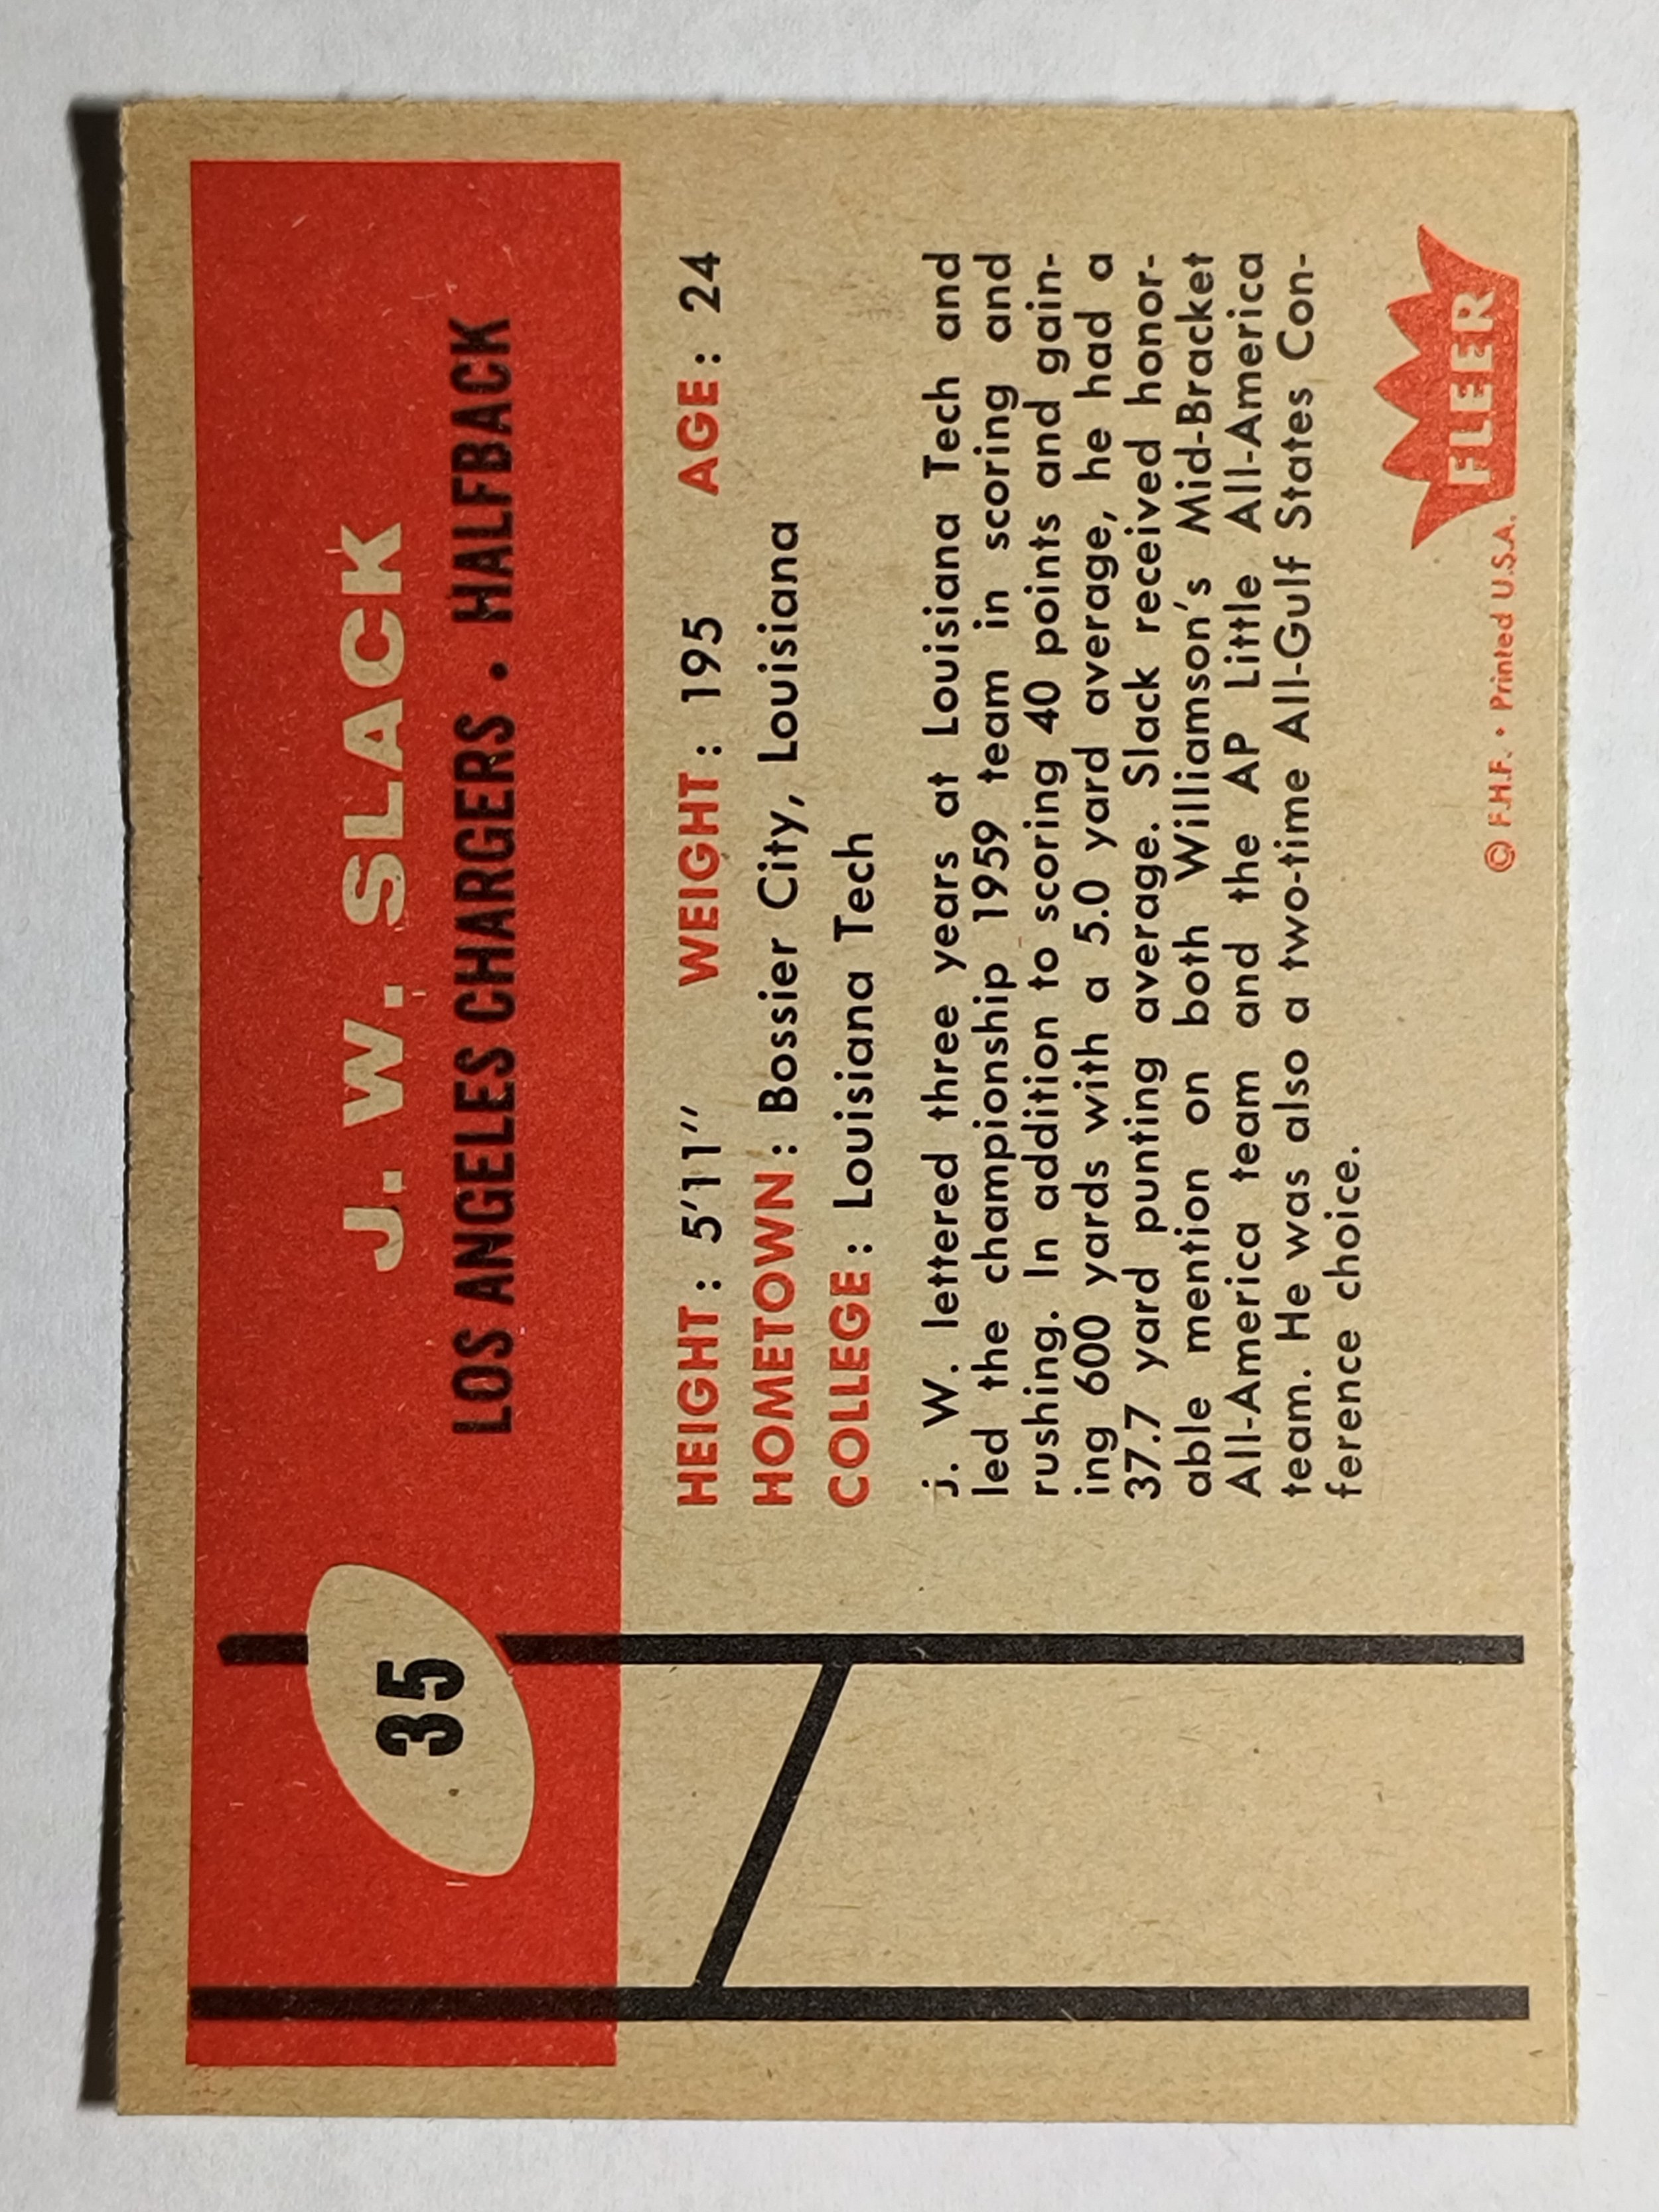 35
J. W. SLACK
LOS ANGELES CHARGERS • HALFBACK
HEIGHT: 5'11" WEIGHT: 195 AGE: 24
HOMETOWN: Bossier City, Louisiana
COLLEGE: Louisiana Tech
J. W. lettered three years at Louisiana Tech and
led the championship 1959 team in scoring and
rushing. In addition to scoring 40 points and gain-
ing 600 yards with a 5.0 yard average, he had a
37.7 yard punting average. Slack received honor-
able mention on both Williamson's Mid-Bracket
All-America team and the AP Little All-America
team. He was also a two-time All-Gulf States Con-
ference choice.
© F.H.F. • Printed U.S.A.
FLEER